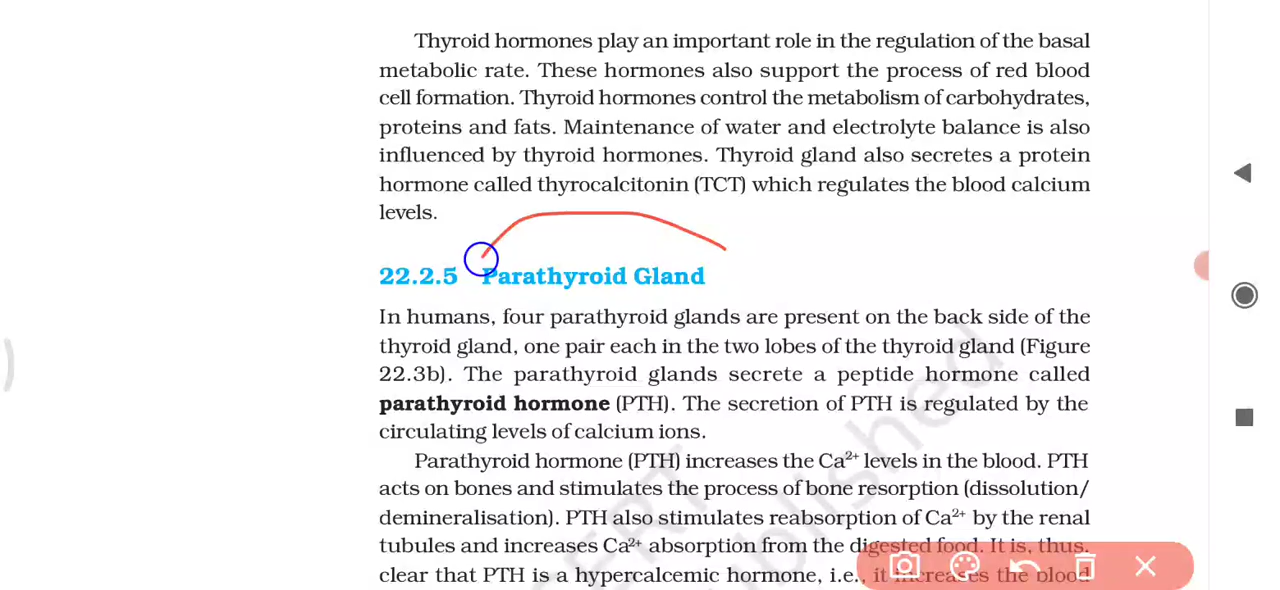 Thyroid hormones play an important role in the regulation of the basal
metabolic rate. These hormones also support the process of red blood
cell formation. Thyroid hormones control the metabolism of carbohydrates,
proteins and fats. Maintenance of water and electrolyte balance is also
influenced by thyroid hormones. Thyroid gland also secretes a protein
hormone called thyrocalcitonin (TCT) which regulates the blood calcium
levels.
22.2.5 Parathyroid Gland
In humans, four parathyroid glands are present on the back side of the
thyroid gland, one pair each in the two lobes of the thyroid gland (Figure
22.3b). The parathyroid glands secrete a peptide hormone called
parathyroid hormone (PTH). The secretion of PTH is regulated by the
circulating levels of calcium ions.
Parathyroid hormone (PTH) increases the Ca²⁺ levels in the blood. PTH
acts on bones and stimulates the process of bone resorption (dissolution/
demineralisation). PTH also stimulates reabsorption of Ca²⁺ by the renal
tubules and increases Ca²⁺ absorption from the digested food. It is, thus,
clear that PTH is a hypercalcemic hormone, i.e., it increases the blood